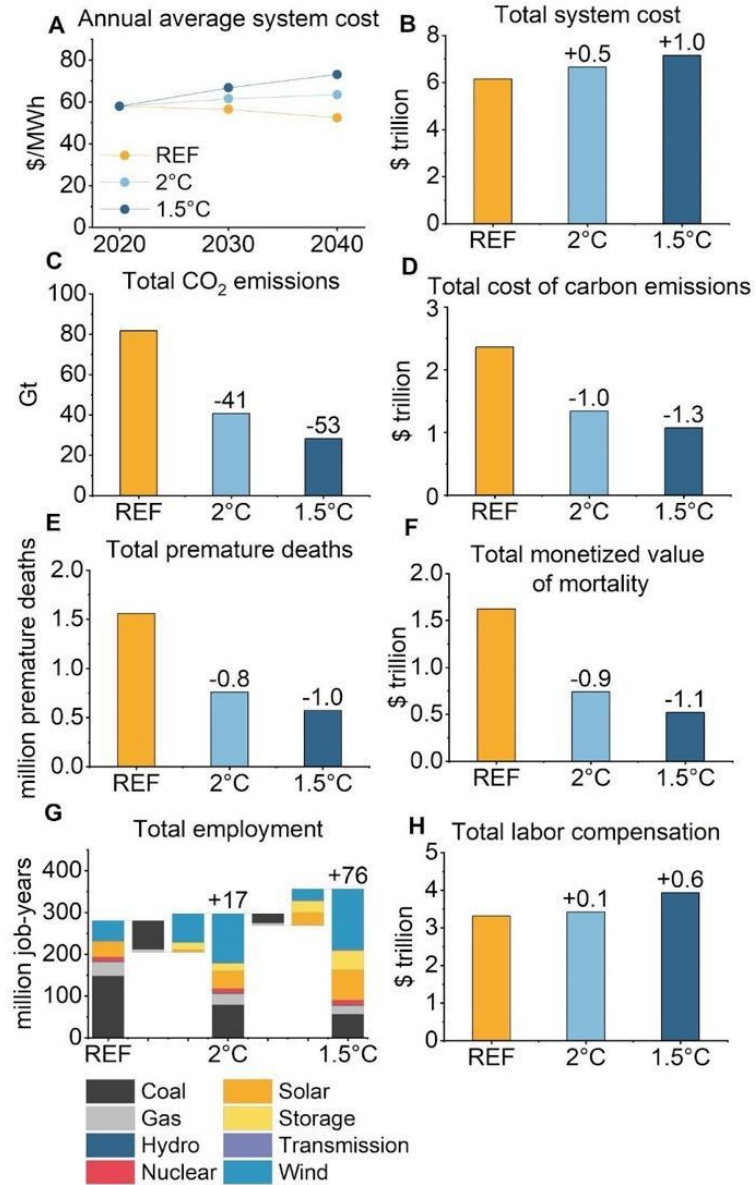 A Annual average system cost
$/MWh
80
60
40
20
0
REF
2°C
1.5°C
2020 2030 2040
B Total system cost
$ trillion
8
6
4
2
0
+0.5
+1.0
REF 2°C 1.5°C
C Total CO₂ emissions
Gt
100
80
60
40
20
0
-41
-53
REF 2°C 1.5°C
D Total cost of carbon emissions
$ trillion
3
2
1
0
-1.0
-1.3
REF 2°C 1.5°C
E Total premature deaths
million premature deaths
2.0
1.5
1.0
0.5
0.0
-0.8
-1.0
REF 2°C 1.5°C
F Total monetized value
of mortality
$ trillion
2.0
1.5
1.0
0.5
0.0
-0.9
-1.1
REF 2°C 1.5°C
G Total employment
million job-years
400
300
200
100
0
+17
+76
REF 2°C 1.5°C
Coal Solar
Gas Storage
Hydro Transmission
Nuclear Wind
H Total labor compensation
$ trillion
5
4
3
2
1
0
+0.1
+0.6
REF 2°C 1.5°C